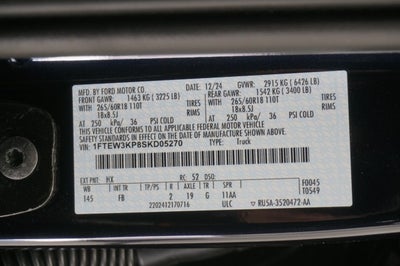 MFD. BY FORD MOTOR CO. 12/24 GVWR: 2915 KG (6426 LB)
FRONT GAWR: 1463 KG (3225 LB) REAR GAWR: 1542 KG (3400 LB)
WITH 265/60R18 110T TIRES WITH 265/60R18 110T TIRES
18x8.5J RIMS 18x8.5J RIMS
AT 250 kPa/ 36 PSI AT 250 kPa/ 36 PSI
THIS VEHICLE CONFORMS TO ALL APPLICABLE FEDERAL MOTOR VEHICLE
SAFETY STANDARDS IN EFFECT ON THE DATE OF MANUFACTURE SHOWN ABOVE.
VIN: 1FTEW3KP8SKD05270 TYPE: Truck
EXT PNT: HX RC: 52 DSO: F0045
WB INT TR TP/PS R AXLE TR SPR T0549
145 FB 2 19 G 11AA
2202412170716 ULC RU5A-3520472-AA